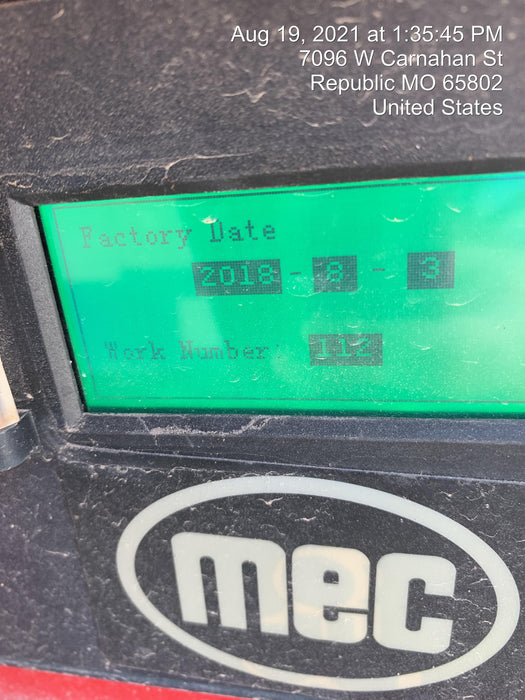 Aug 19, 2021 at 1:35:45 PM
7096 W Carnahan St
Republic MO 65802
United States
Factory Date
2018 - 8 - 3
Work Number:
mec